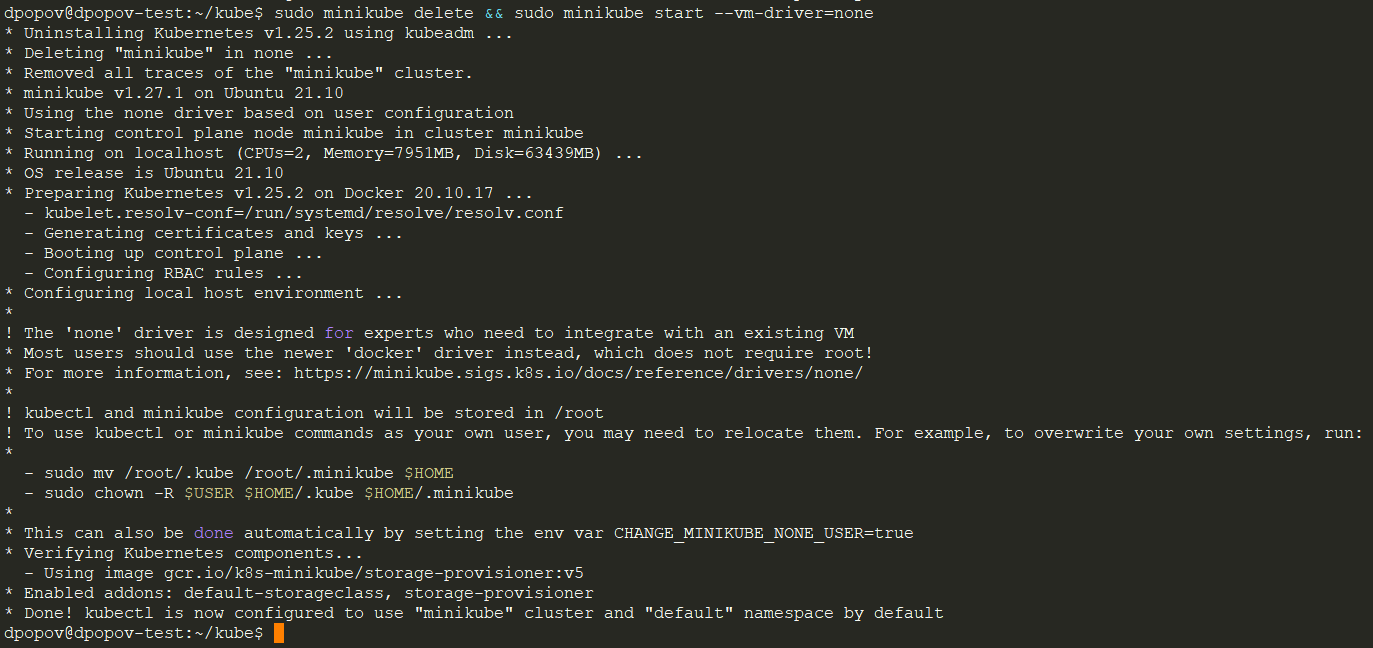 dpopov@dpopov-test:~/kube$ sudo minikube delete && sudo minikube start --vm-driver=none
* Uninstalling Kubernetes v1.25.2 using kubeadm ...
* Deleting "minikube" in none ...
* Removed all traces of the "minikube" cluster.
* minikube v1.27.1 on Ubuntu 21.10
* Using the none driver based on user configuration
* Starting control plane node minikube in cluster minikube
* Running on localhost (CPUs=2, Memory=7951MB, Disk=63439MB) ...
* OS release is Ubuntu 21.10
* Preparing Kubernetes v1.25.2 on Docker 20.10.17 ...
  - kubelet.resolv-conf=/run/systemd/resolve/resolv.conf
  - Generating certificates and keys ...
  - Booting up control plane ...
  - Configuring RBAC rules ...
* Configuring local host environment ...
*
! The 'none' driver is designed for experts who need to integrate with an existing VM
* Most users should use the newer 'docker' driver instead, which does not require root!
* For more information, see: https://minikube.sigs.k8s.io/docs/reference/drivers/none/
*
! kubectl and minikube configuration will be stored in /root
! To use kubectl or minikube commands as your own user, you may need to relocate them. For example, to overwrite your own settings, run:
*
  - sudo mv /root/.kube /root/.minikube $HOME
  - sudo chown -R $USER $HOME/.kube $HOME/.minikube
*
* This can also be done automatically by setting the env var CHANGE_MINIKUBE_NONE_USER=true
* Verifying Kubernetes components...
  - Using image gcr.io/k8s-minikube/storage-provisioner:v5
* Enabled addons: default-storageclass, storage-provisioner
* Done! kubectl is now configured to use "minikube" cluster and "default" namespace by default
dpopov@dpopov-test:~/kube$